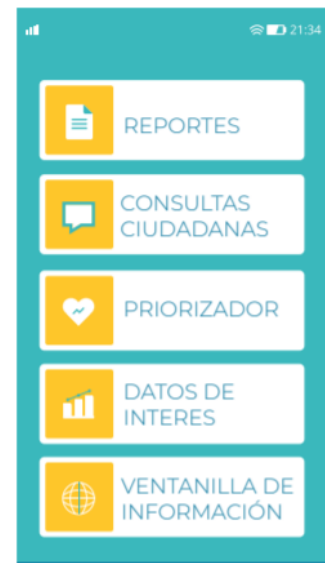 21:34
REPORTES
CONSULTAS
CIUDADANAS
PRIORIZADOR
DATOS DE
INTERES
VENTANILLA DE
INFORMACIÓN